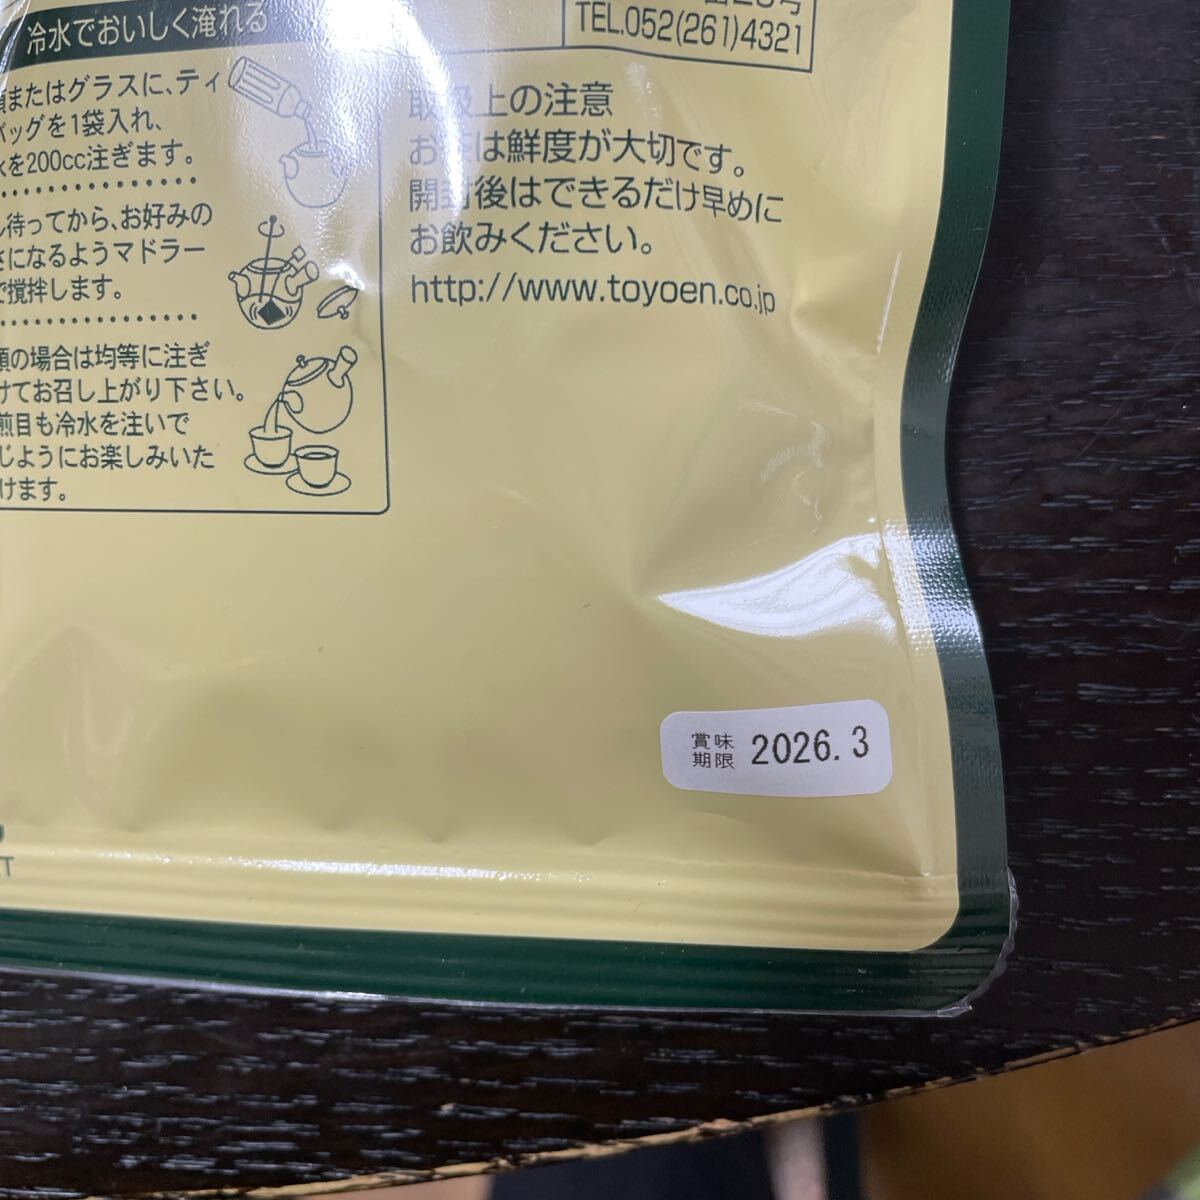 冷水でおいしく淹れる
またはグラスに、ティ
バッグを1袋入れ、
を200cc注ぎます。
し待ってから、お好みの
さになるようマドラー
で撹拌します。
の場合は均等に注ぎ
けてお召し上がり下さい。
煎目も冷水を注いで
じようにお楽しみいた
けます。
TEL.052(261)4321
取扱上の注意
お茶は鮮度が大切です。
開封後はできるだけ早めに
お飲みください。
http://www.toyoen.co.jp
賞味
期限 2026.3